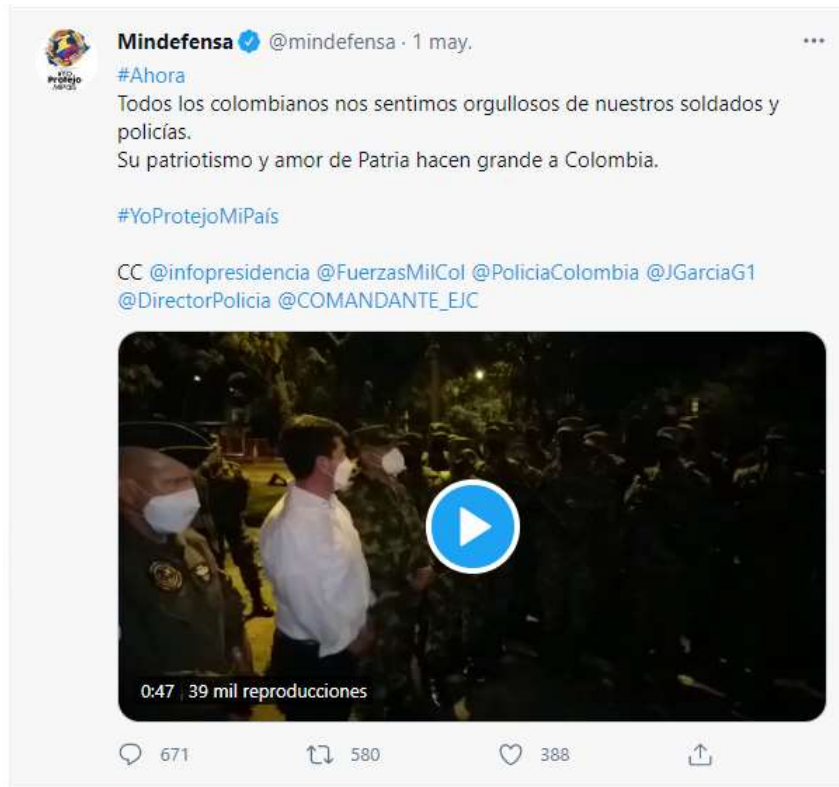 Mindefensa @mindefensa · 1 may.
#Ahora
Todos los colombianos nos sentimos orgullosos de nuestros soldados y
policías.
Su patriotismo y amor de Patria hacen grande a Colombia.
#YoProtejoMiPaís
CC @infopresidencia @FuerzasMilCol @PoliciaColombia @JGarciaG1
@DirectorPolicia @COMANDANTE_EJC
0:47 39 mil reproducciones
671 580 388